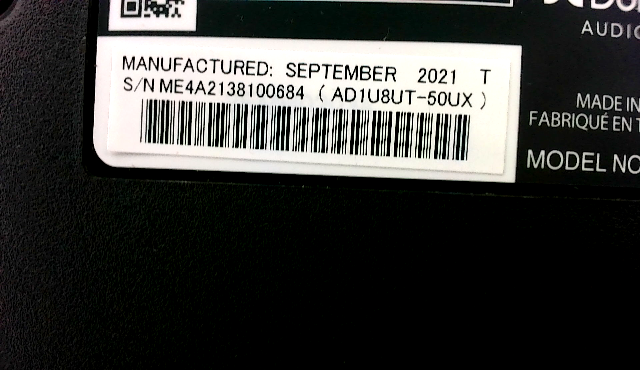 AUDIO
MANUFACTURED: SEPTEMBER 2021 T
S/N ME4A2138100684 ( AD1U8UT-50UX )
MADE IN
FABRIQUÉ EN
MODEL NO